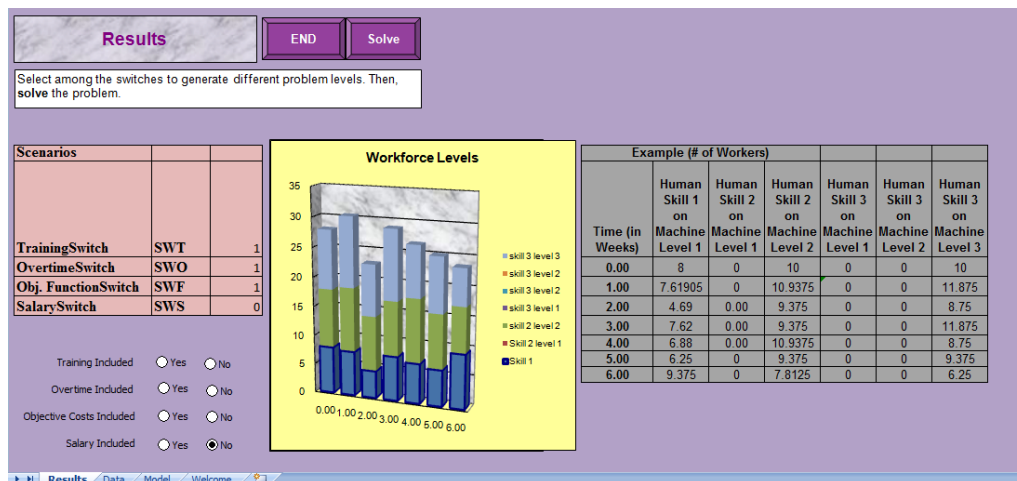 Results
END
Solve
Select among the switches to generate different problem levels. Then,
solve the problem.
Scenarios
TrainingSwitch SWT 1
OvertimeSwitch SWO 1
Obj. FunctionSwitch SWF 1
SalarySwitch SWS 0
Training Included Yes No
Overtime Included Yes No
Objective Costs Included Yes No
Salary Included Yes No
Workforce Levels
35
30
25
20
15
10
5
0
0.00 1.00 2.00 3.00 4.00 5.00 6.00
skill 3 level 3
skill 3 level 2
skill 3 level 2
skill 3 level 1
skill 2 level 2
Skill 2 level 1
Skill 1
Example (# of Workers)
Time (in Weeks) Human Skill 1 on Machine Level 1 Human Skill 2 on Machine Level 1 Human Skill 2 on Machine Level 2 Human Skill 3 on Machine Level 1 Human Skill 3 on Machine Level 2 Human Skill 3 on Machine Level 3
0.00 8 0 10 0 0 10
1.00 7.61905 0 10.9375 0 0 11.875
2.00 4.69 0.00 9.375 0 0 8.75
3.00 7.62 0.00 9.375 0 0 11.875
4.00 6.88 0.00 10.9375 0 0 8.75
5.00 6.25 0 9.375 0 0 9.375
6.00 9.375 0 7.8125 0 0 6.25
Results Data Model Welcome